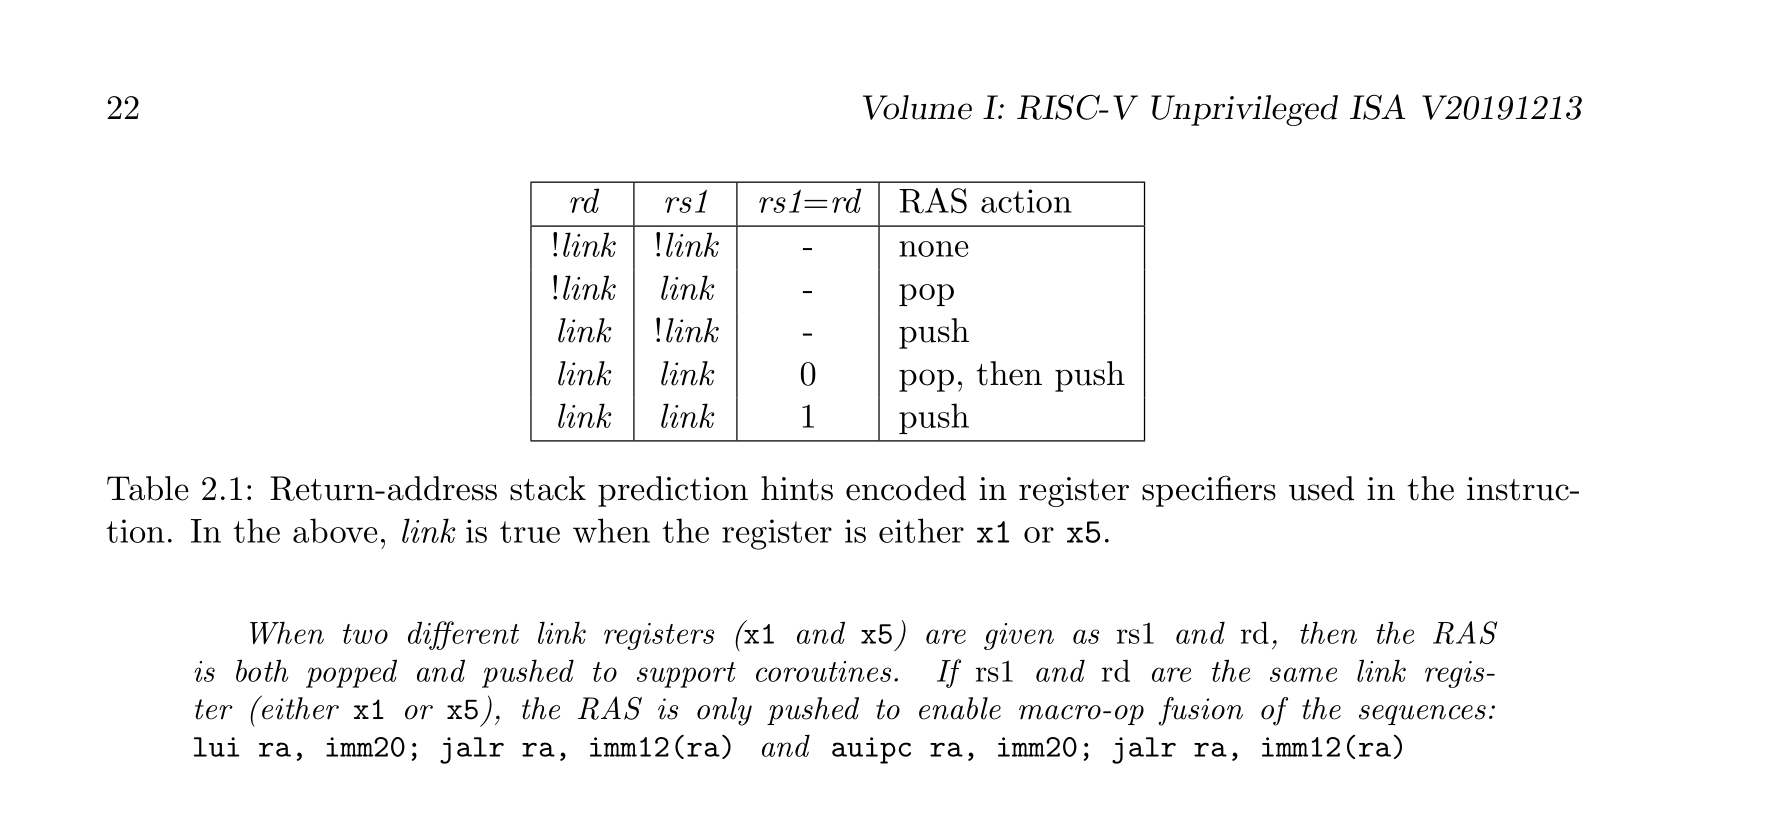 22 Volume I: RISC-V Unprivileged ISA V20191213
rd rs1 rs1=rd RAS action
!link !link - none
!link link - pop
link !link - push
link link 0 pop, then push
link link 1 push
Table 2.1: Return-address stack prediction hints encoded in register specifiers used in the instruc-
tion. In the above, link is true when the register is either x1 or x5.
When two different link registers (x1 and x5) are given as rs1 and rd, then the RAS
is both popped and pushed to support coroutines. If rs1 and rd are the same link regis-
ter (either x1 or x5), the RAS is only pushed to enable macro-op fusion of the sequences:
lui ra, imm20; jalr ra, imm12(ra) and auipc ra, imm20; jalr ra, imm12(ra)